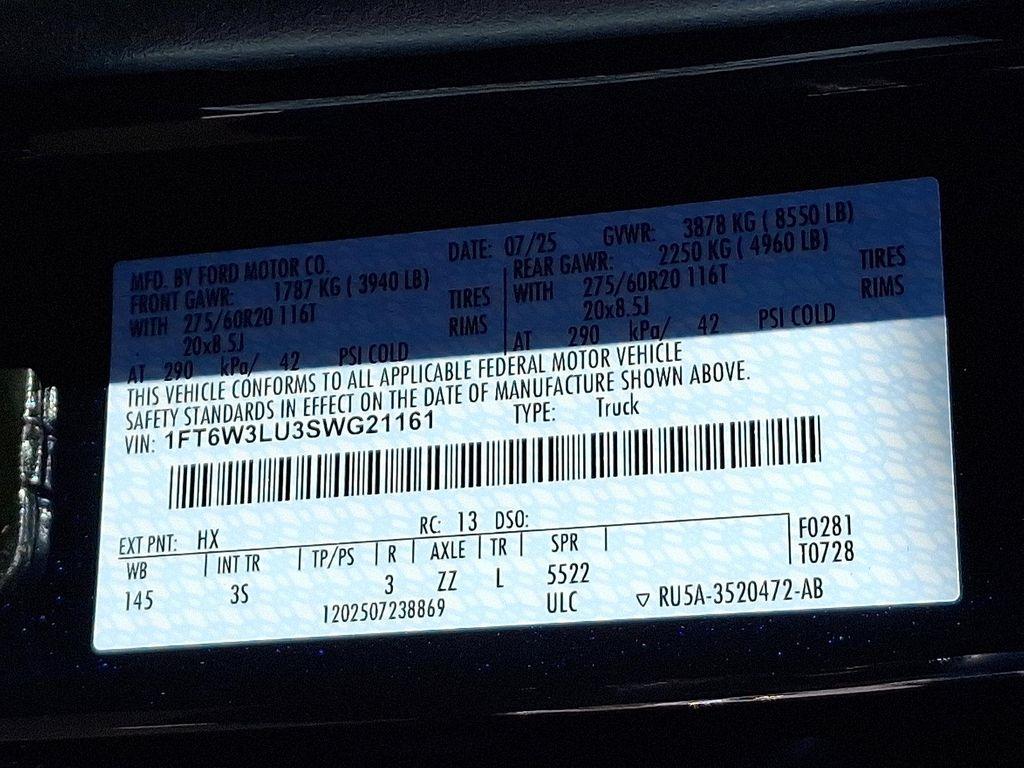 MFD. BY FORD MOTOR CO. DATE: 07/25 GVWR: 3878 KG ( 8550 LB)
FRONT GAWR: 1787 KG ( 3940 LB) REAR GAWR: 2250 KG ( 4960 LB)
WITH 275/60R20 116T TIRES WITH 275/60R20 116T TIRES
20x8.5J RIMS 20x8.5J RIMS
AT 290 kPa/ 42 PSI COLD AT 290 kPa/ 42 PSI COLD
THIS VEHICLE CONFORMS TO ALL APPLICABLE FEDERAL MOTOR VEHICLE
SAFETY STANDARDS IN EFFECT ON THE DATE OF MANUFACTURE SHOWN ABOVE.
VIN: 1FT6W3LU3SWG21161 TYPE: Truck
EXT PNT: HX RC: 13 DSO: F0281
WB INT TR TP/PS R AXLE TR SPR T0728
145 3S 3 ZZ L 5522
1202507238869 ULC ▽ RU5A-3520472-AB